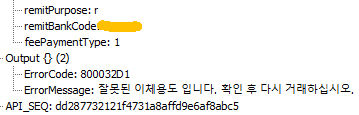 remitPurpose: r
remitBankCode:
feePaymentType: 1
Output {} (2)
ErrorCode: 800032D1
ErrorMessage: 잘못된 이체용도 입니다. 확인 후 다시 거래하십시오.
API_SEQ: dd287732121f4731a8affd9e6af8abc5